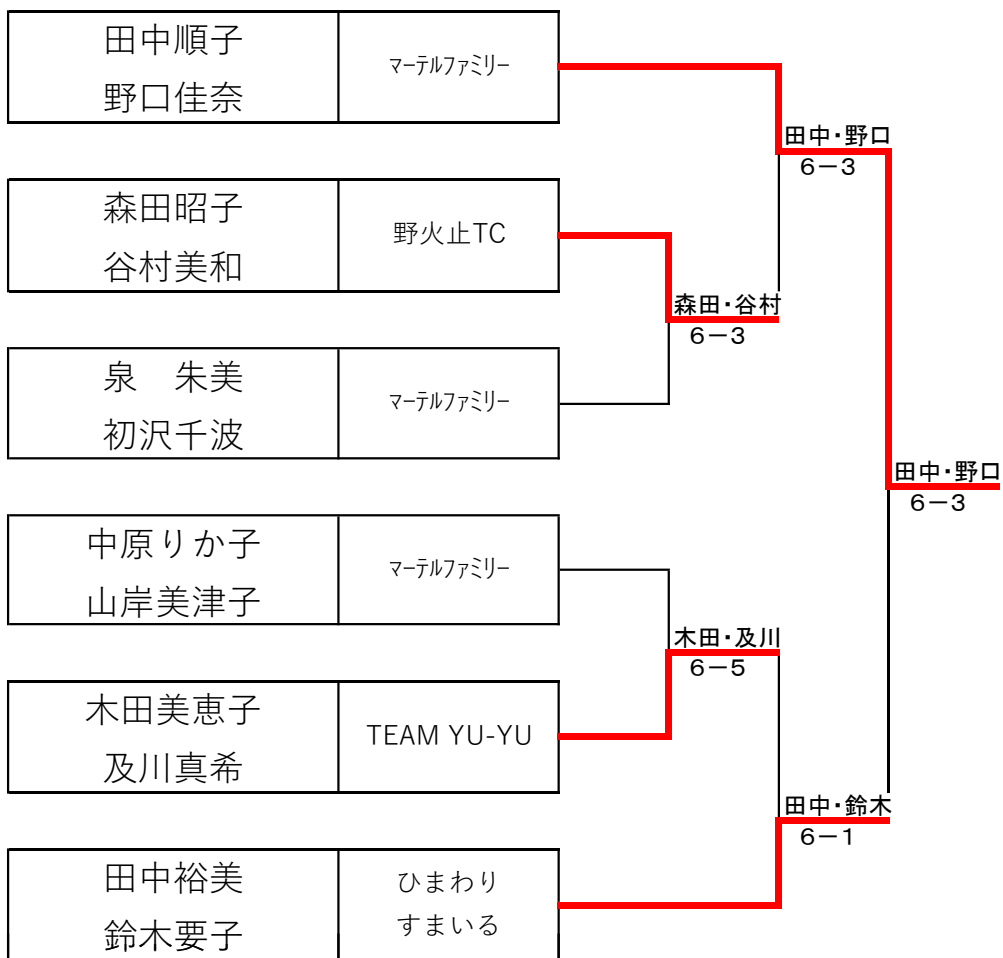 田中順子
野口佳奈
マーテルファミリー
田中・野口
6－3
森田昭子
谷村美和
野火止TC
森田・谷村
6－3
泉　朱美
初沢千波
マーテルファミリー
田中・野口
6－3
中原りか子
山岸美津子
マーテルファミリー
木田・及川
6－5
木田美恵子
及川真希
TEAM YU-YU
田中・鈴木
6－1
田中裕美
鈴木要子
ひまわり
すまいる